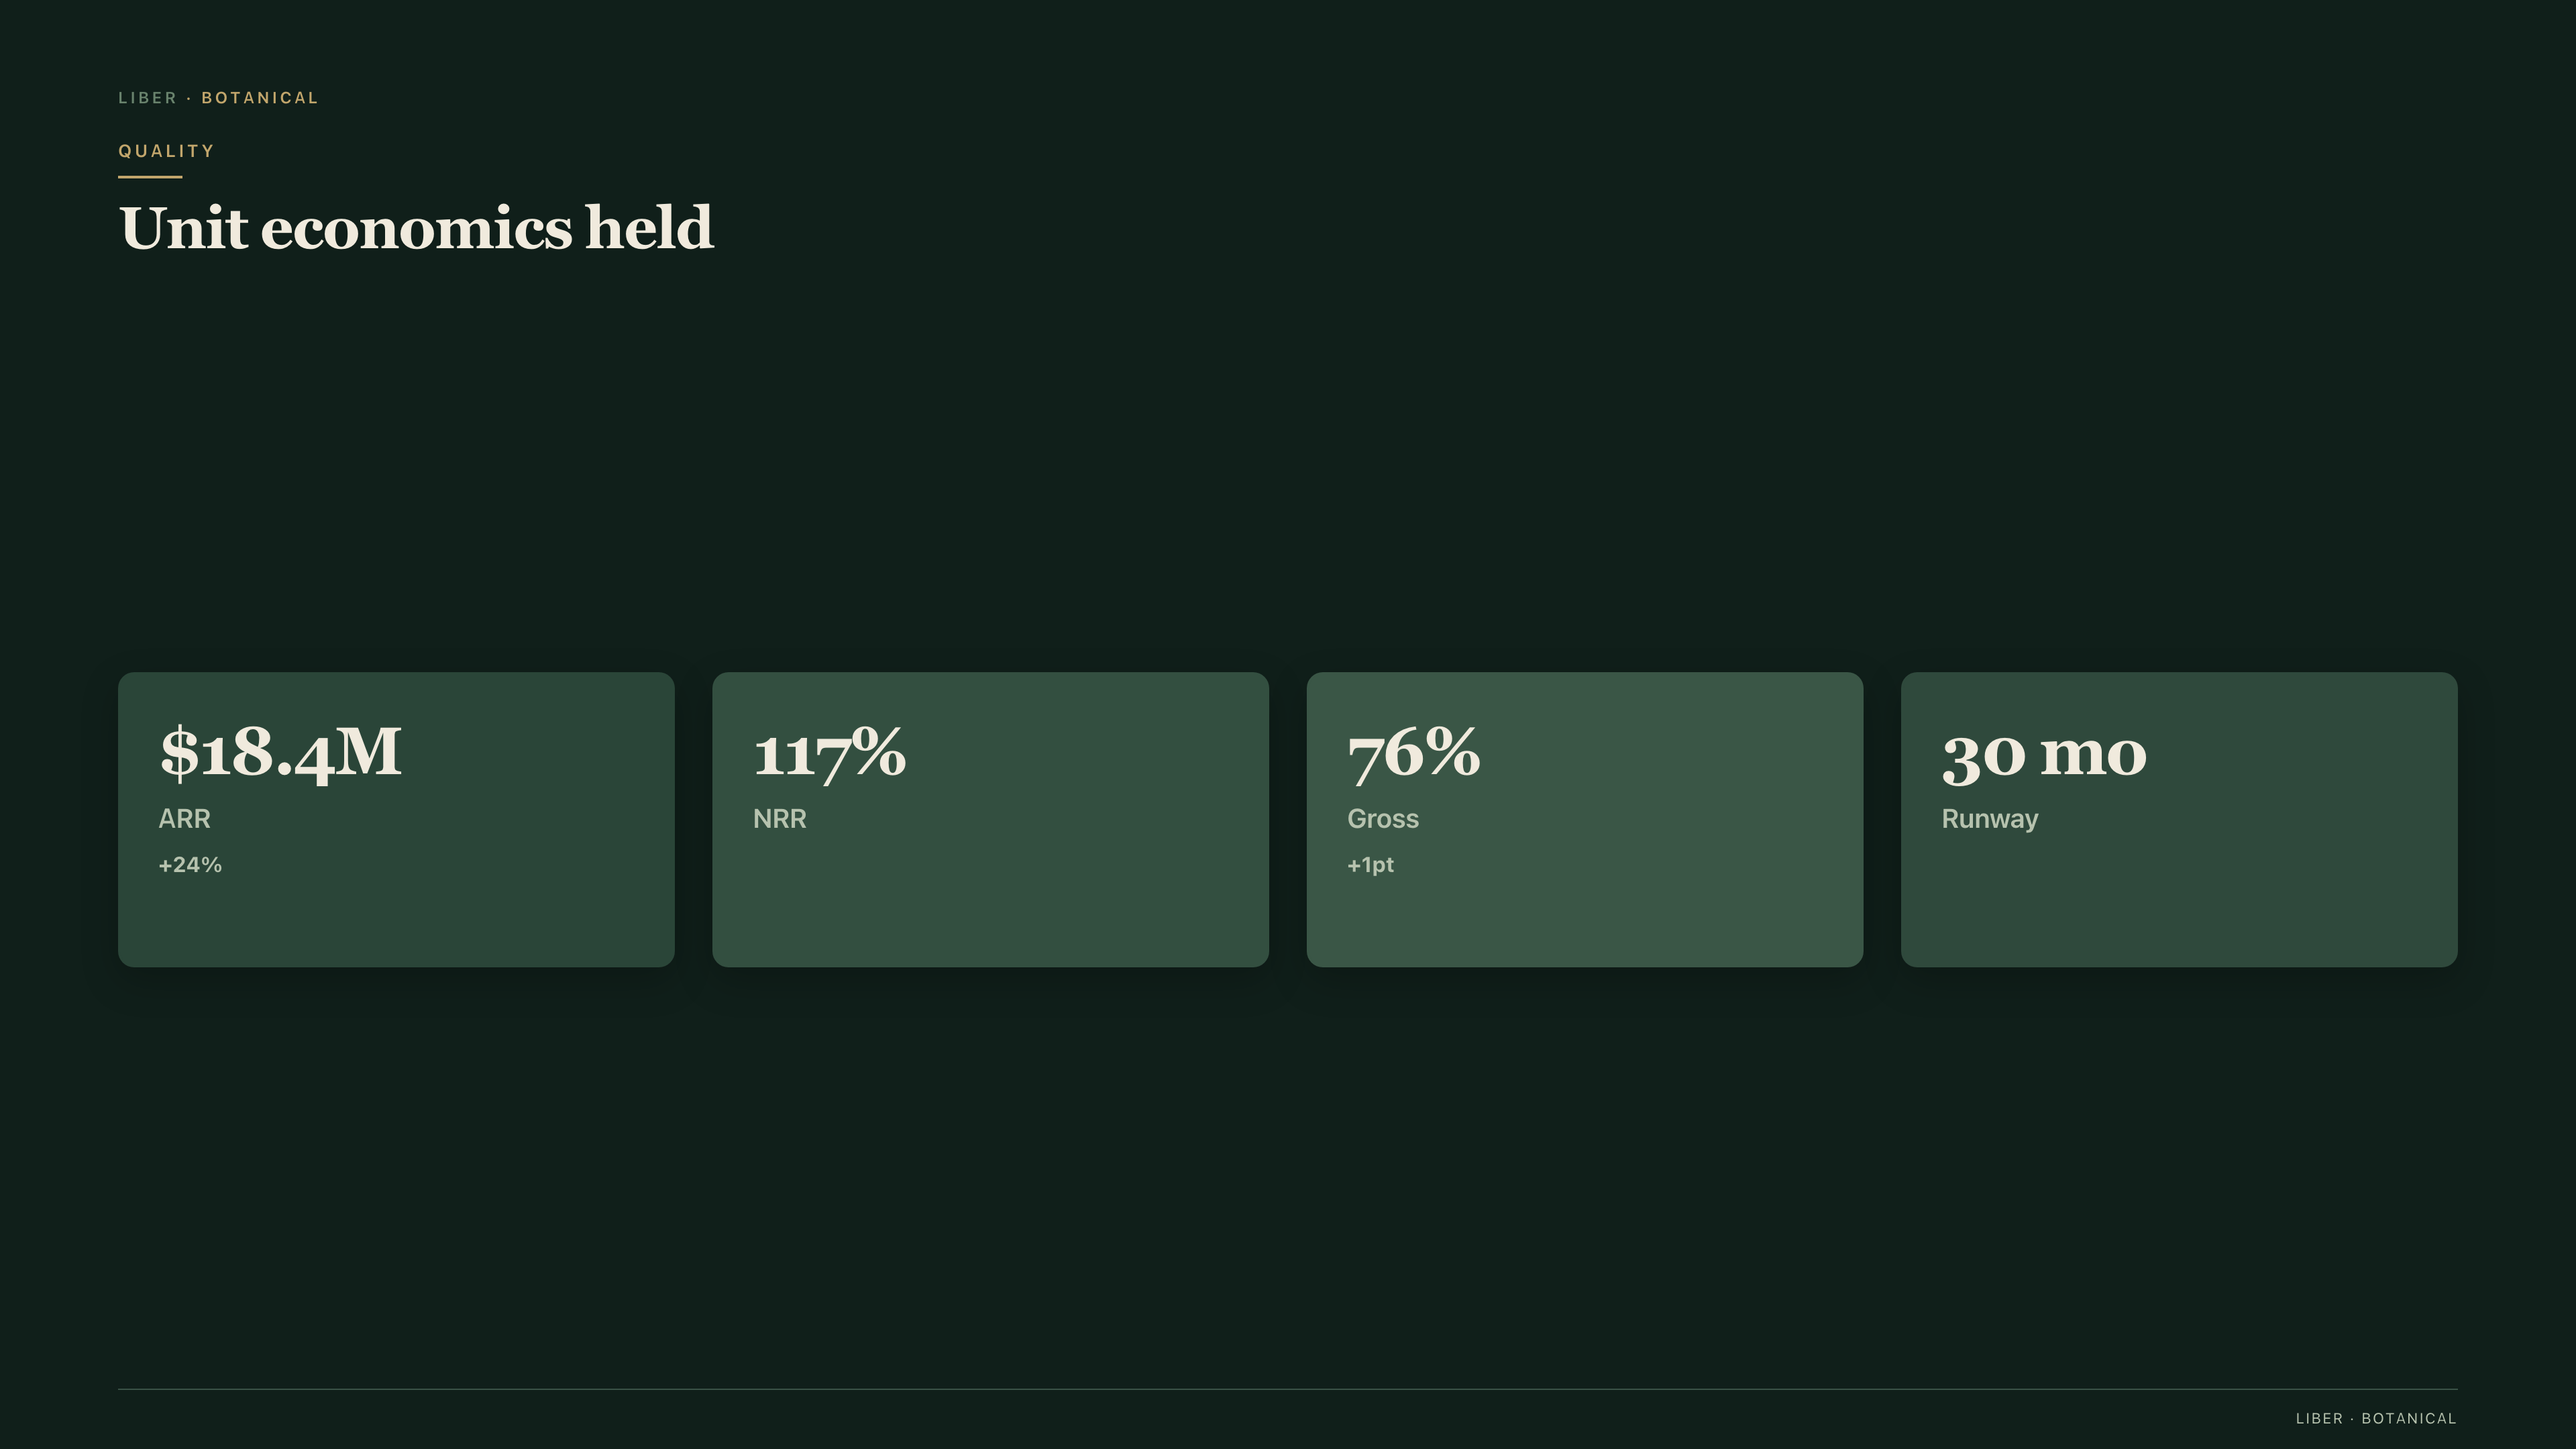 LIBER · BOTANICAL
QUALITY
Unit economics held
$18.4M
ARR
+24%
117%
NRR
76%
Gross
+1pt
30 mo
Runway
LIBER · BOTANICAL